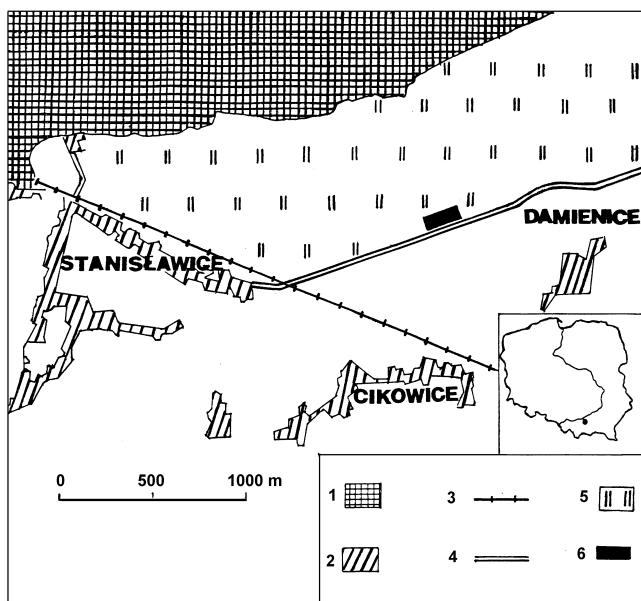 DAMIENICE
STANISŁAWICE
CIKOWICE
0 500 1000 m
1 3 5
2 4 6